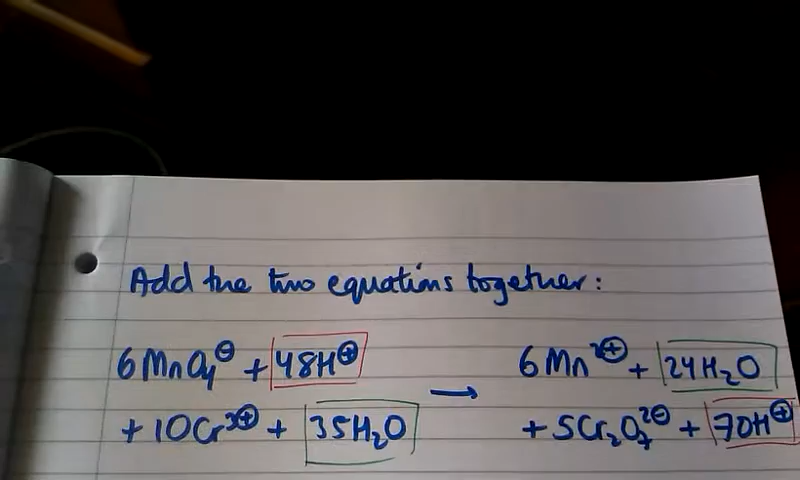 Add the two equations together:
6MnO₄⊖ + 48H⊕ → 6Mn²⊕ + 24H₂O
+ 10Cr³⊕ + 35H₂O + 5Cr₂O₇²⊖ + 70H⊕